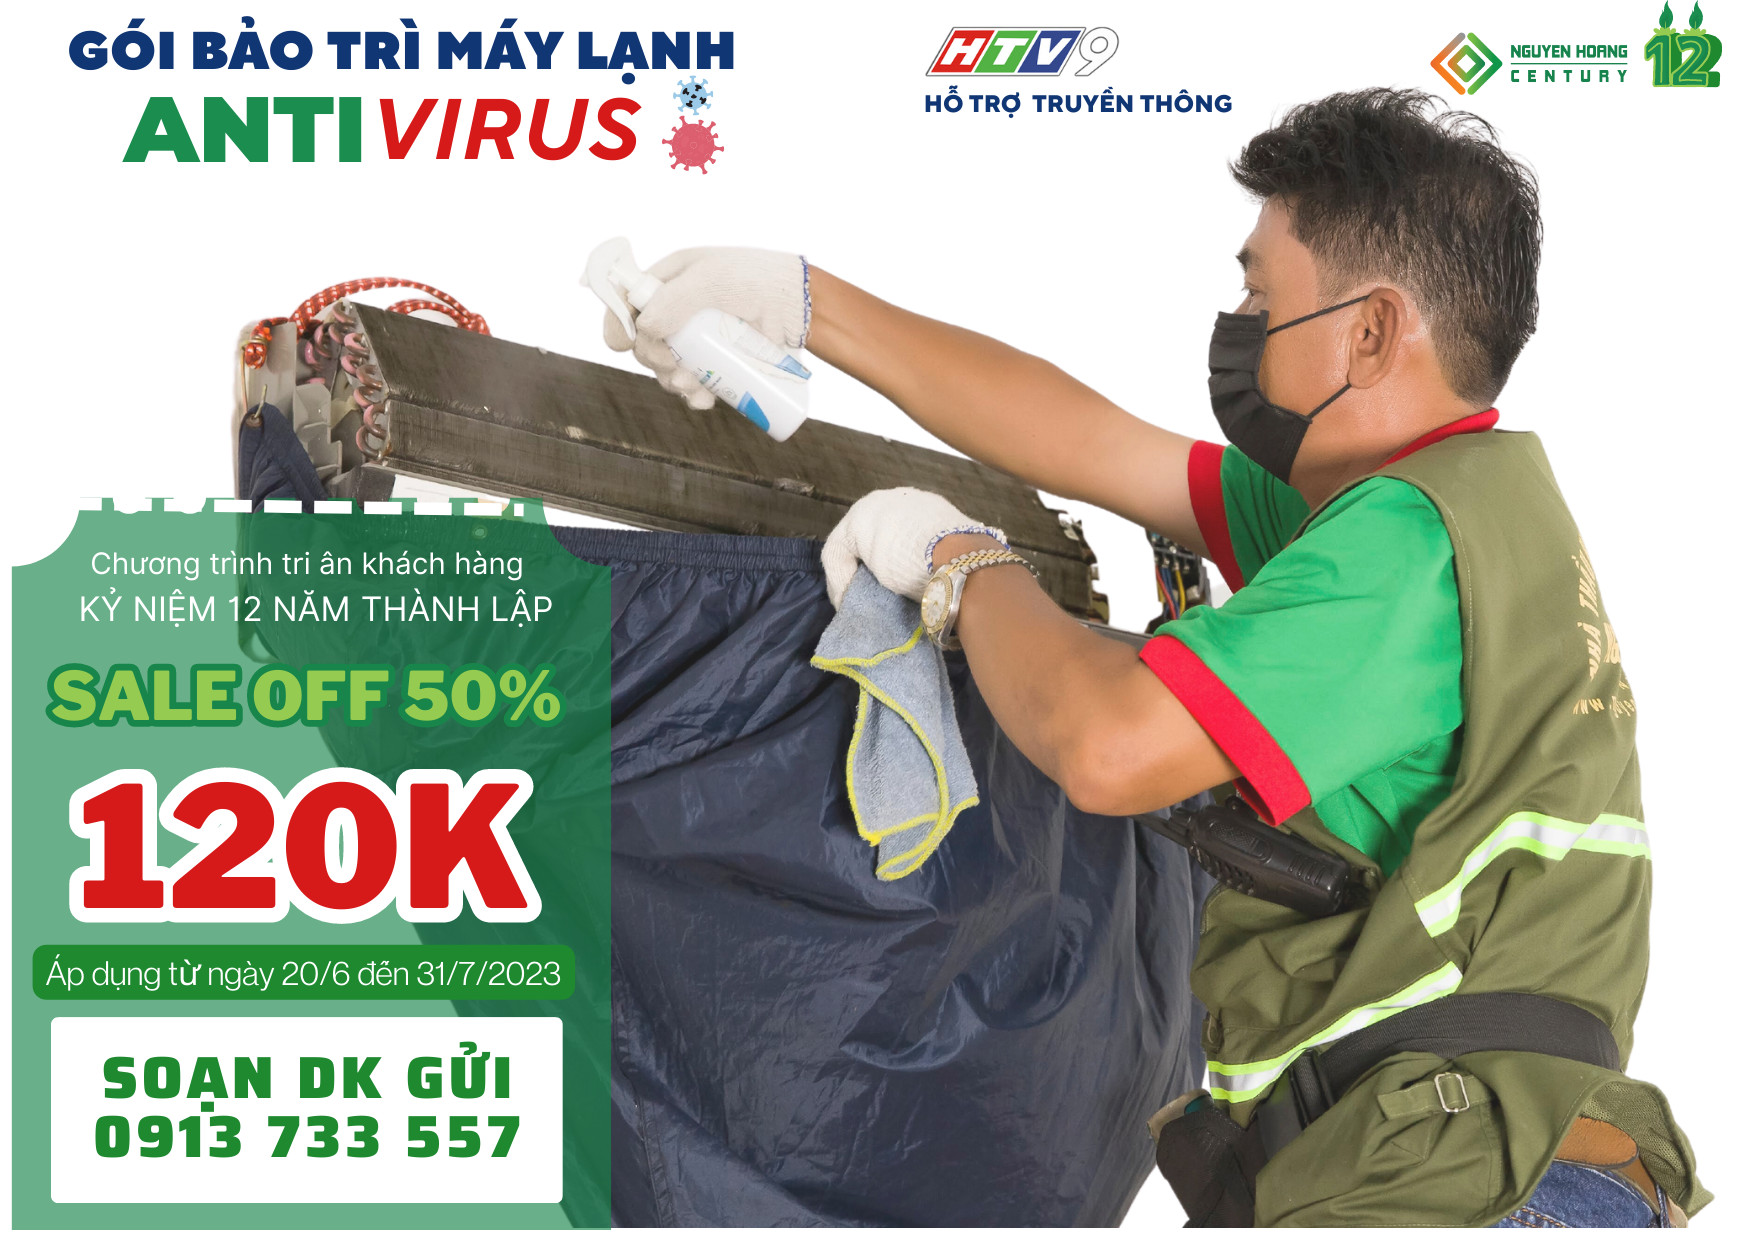 GÓI BẢO TRÌ MÁY LẠNH
ANTIVIRUS
HTV9
HỖ TRỢ TRUYỀN THÔNG
NGUYEN HOANG
CENTURY
12
Chương trình tri ân khách hàng
KỶ NIỆM 12 NĂM THÀNH LẬP
SALE OFF 50%
120K
Áp dụng từ ngày 20/6 đến 31/7/2023
SOẠN DK GỬI
0913 733 557